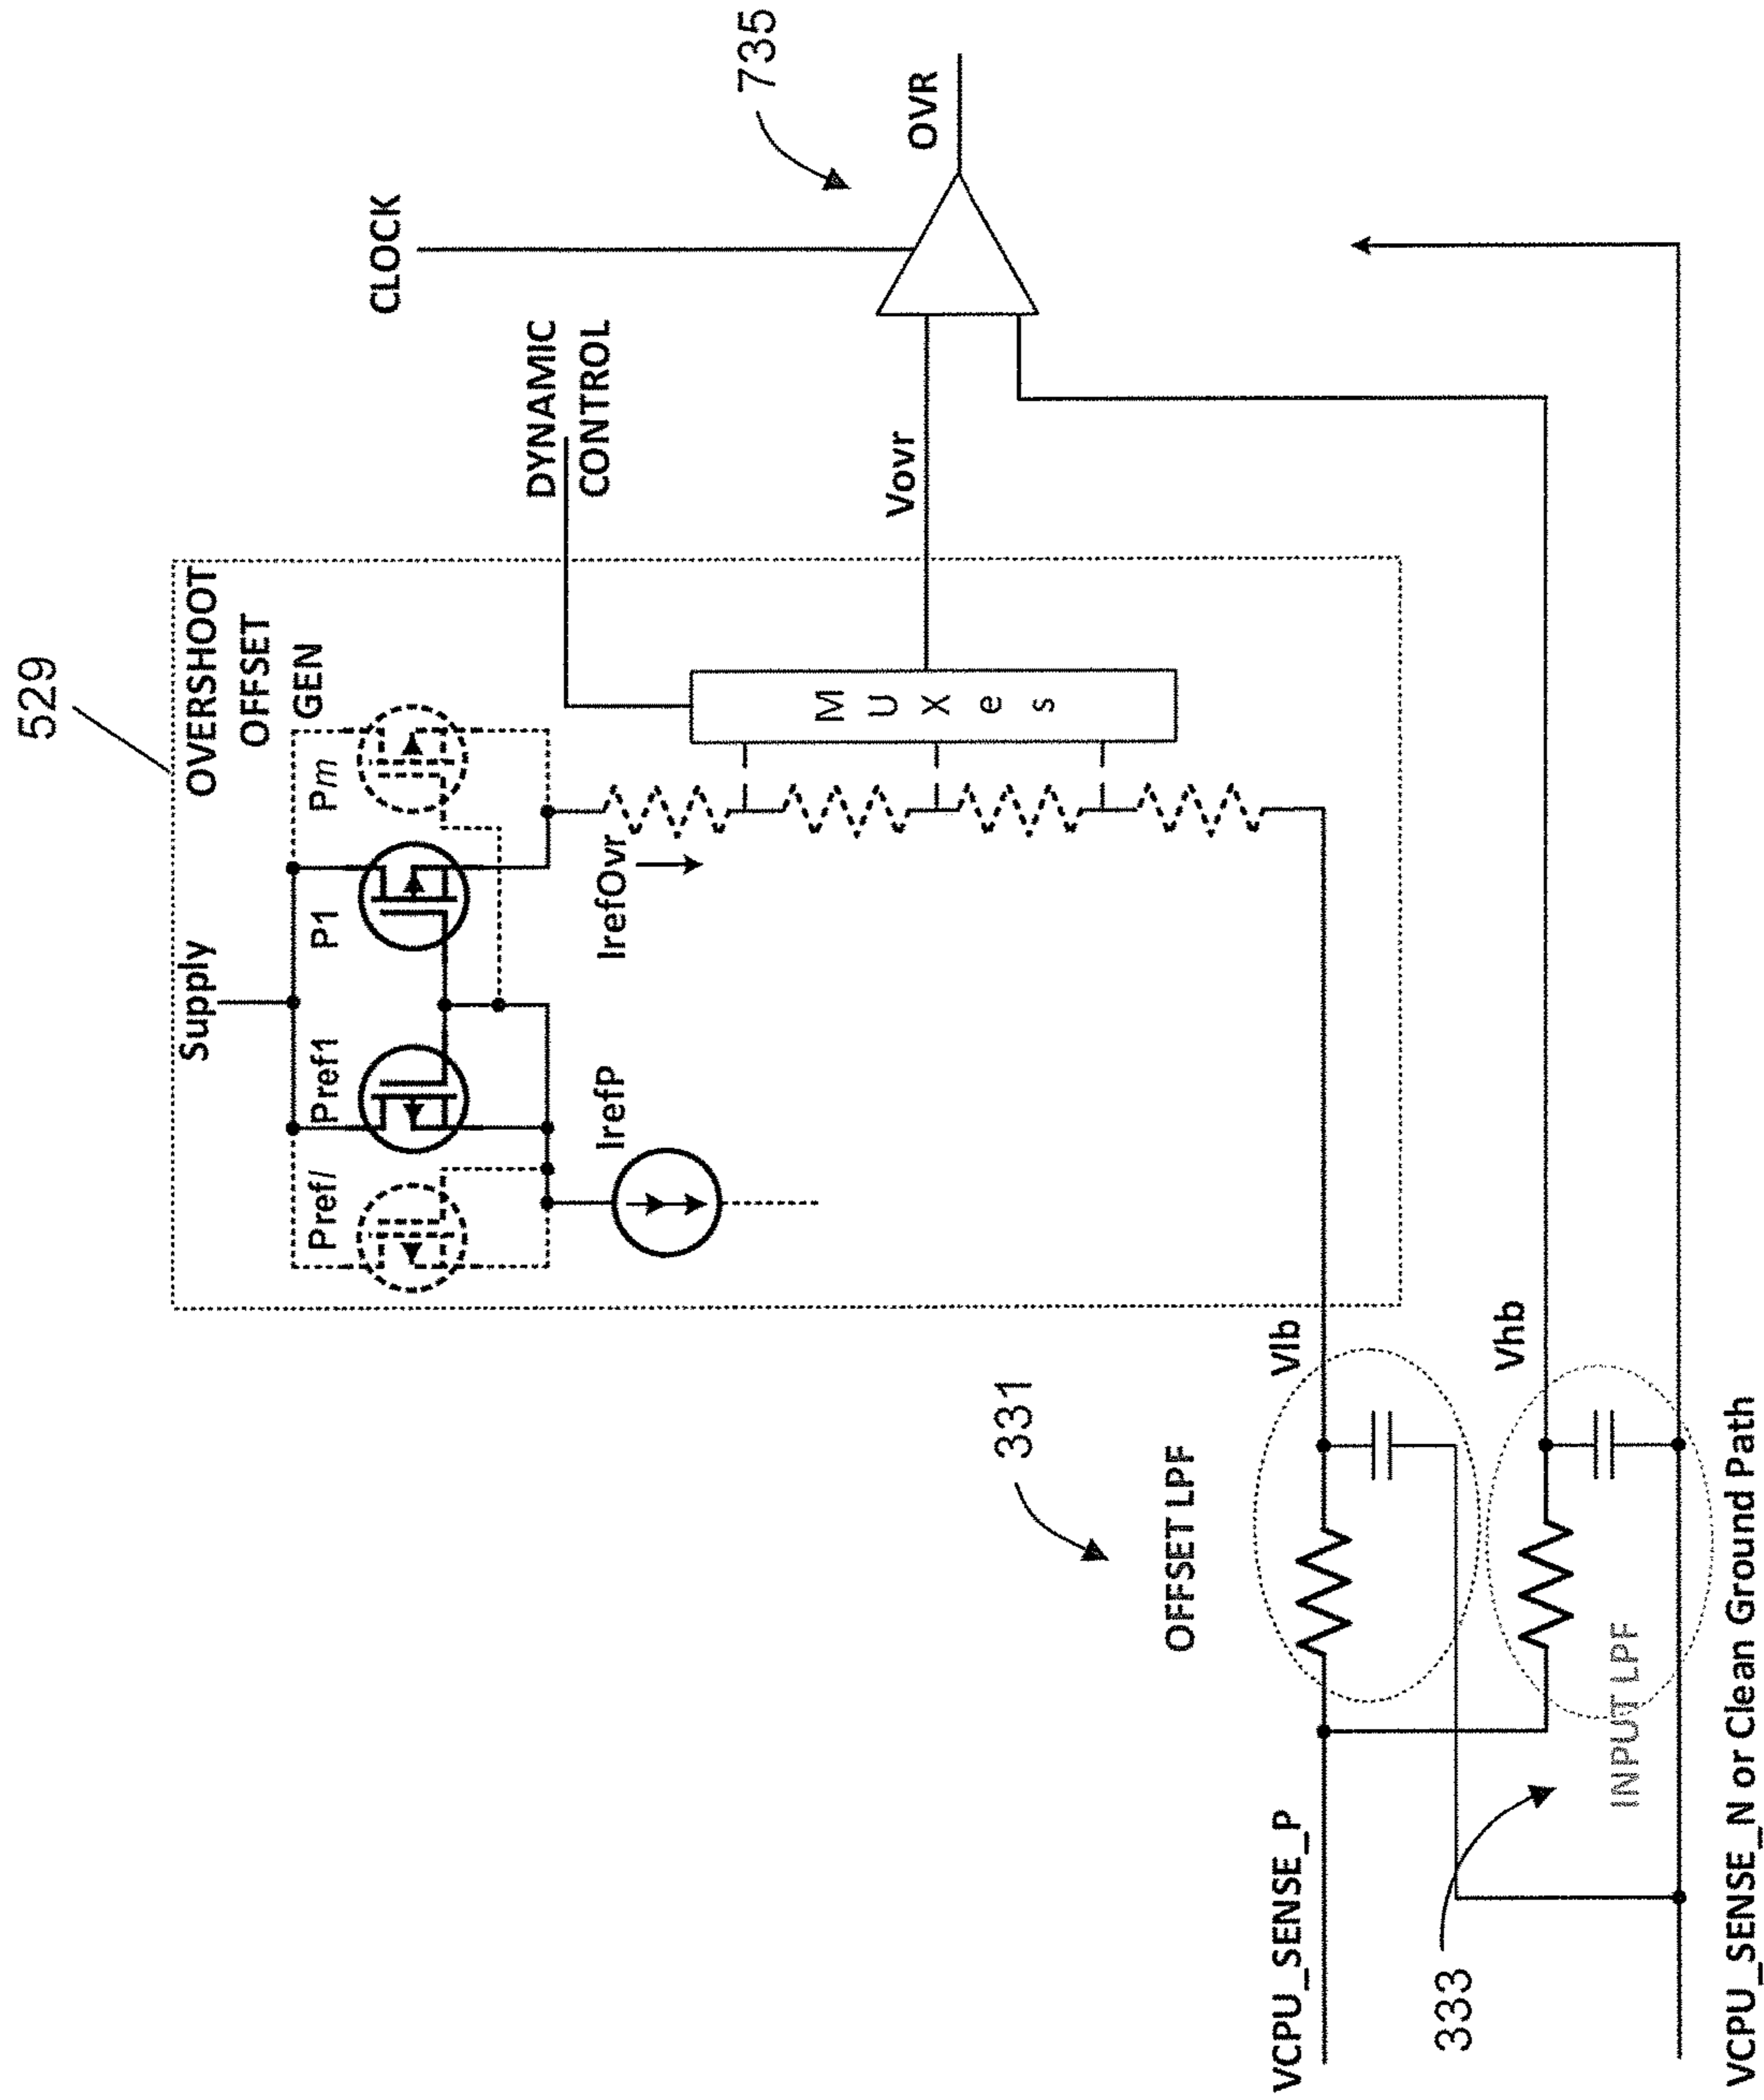 529
735
Supply
OVERSHOOT
OFFSET
GEN
Pref/
Pref1
P1
Pm
CLOCK
OVR
DYNAMIC
CONTROL
IrefP
IrefOvr
M
U
X
e
s
Vovr
331
OFFSET LPF
Vlb
Vhb
VCPU_SENSE_P
INPUT LPF
333
VCPU_SENSE_N or Clean Ground Path